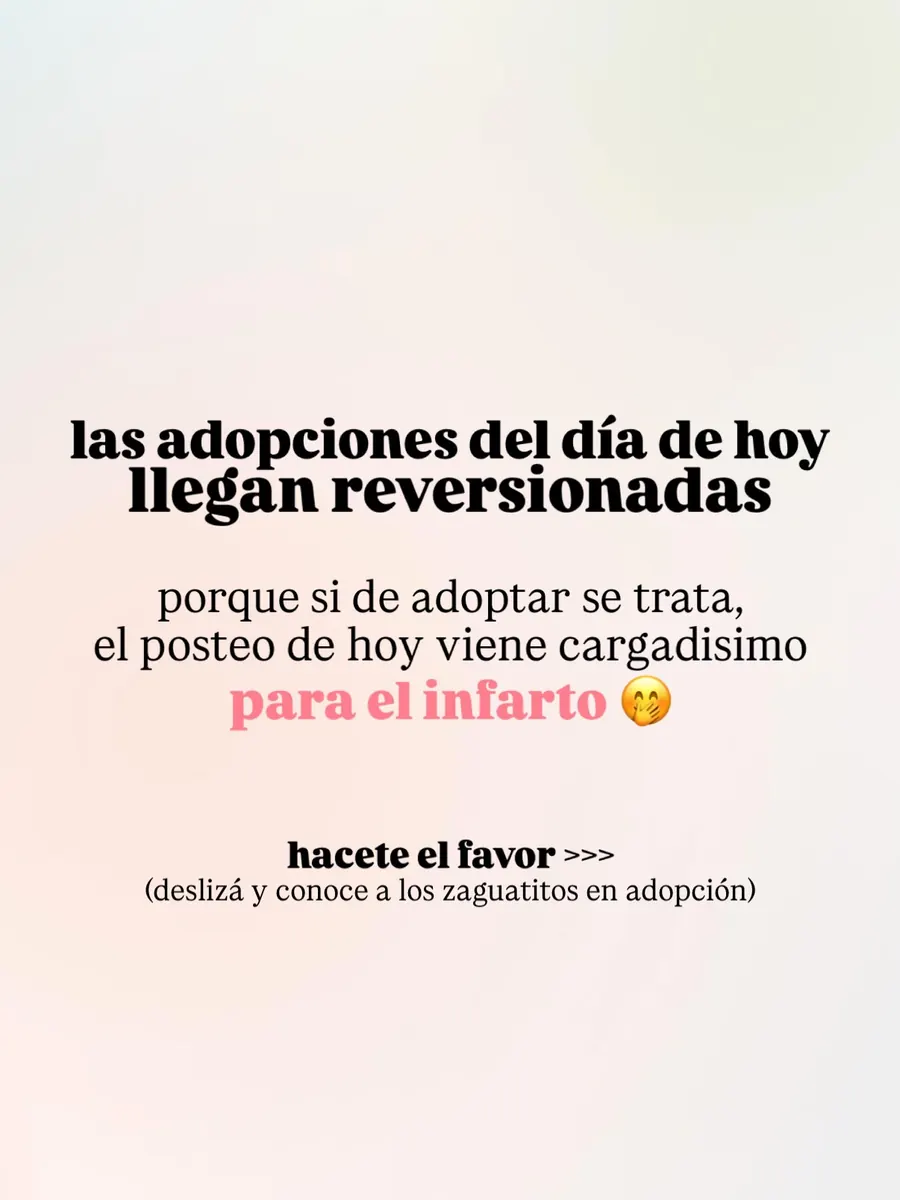 las adopciones del día de hoy
llegan reversionadas
porque si de adoptar se trata,
el posteo de hoy viene cargadisimo
para el infarto 🤭
hacete el favor >>>
(deslizá y conoce a los zaguatitos en adopción)